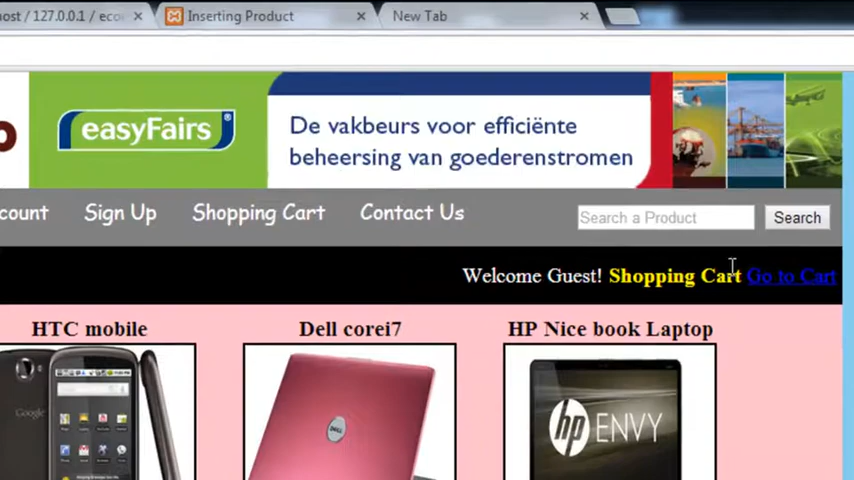 ost / 127.0.0.1 / eco
Inserting Product
New Tab
easyFairs®
De vakbeurs voor efficiënte
beheersing van goederenstromen
count Sign Up Shopping Cart Contact Us
Search a Product Search
Welcome Guest! Shopping Cart Go to Cart
HTC mobile Dell corei7 HP Nice book Laptop
Google
DELL
hp ENVY